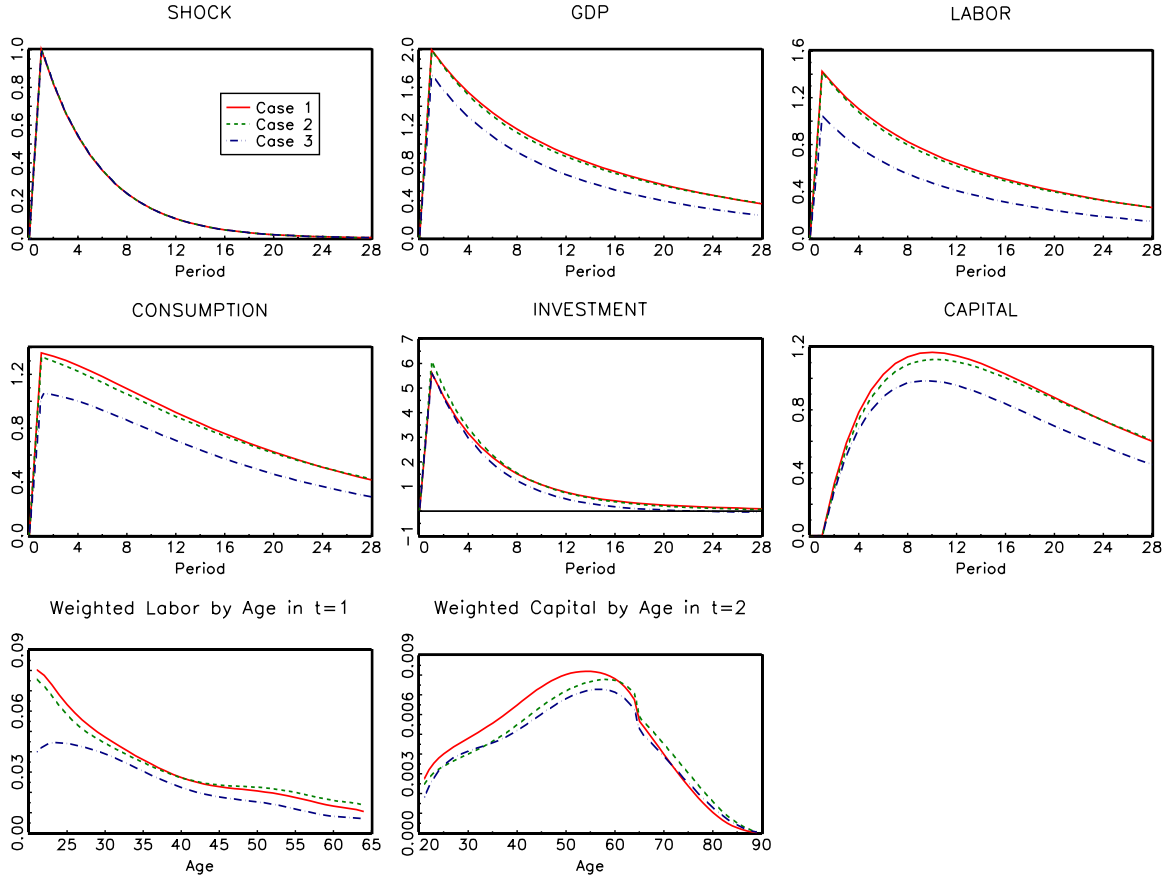 SHOCK
GDP
LABOR
0.0 0.2 0.4 0.6 0.8 1.0
Case 1
Case 2
Case 3
0 4 8 12 16 20 24 28
Period
0.0 0.4 0.8 1.2 1.6 2.0
0 4 8 12 16 20 24 28
Period
0.0 0.4 0.8 1.2 1.6
0 4 8 12 16 20 24 28
Period
CONSUMPTION
INVESTMENT
CAPITAL
0.0 0.4 0.8 1.2
0 4 8 12 16 20 24 28
Period
-1 1 2 3 4 5 6 7
0 4 8 12 16 20 24 28
Period
0.0 0.4 0.8 1.2
0 4 8 12 16 20 24 28
Period
Weighted Labor by Age in t=1
Weighted Capital by Age in t=2
0.00 0.03 0.06 0.09
25 30 35 40 45 50 55 60 65
Age
0.000 0.003 0.006 0.009
20 30 40 50 60 70 80 90
Age